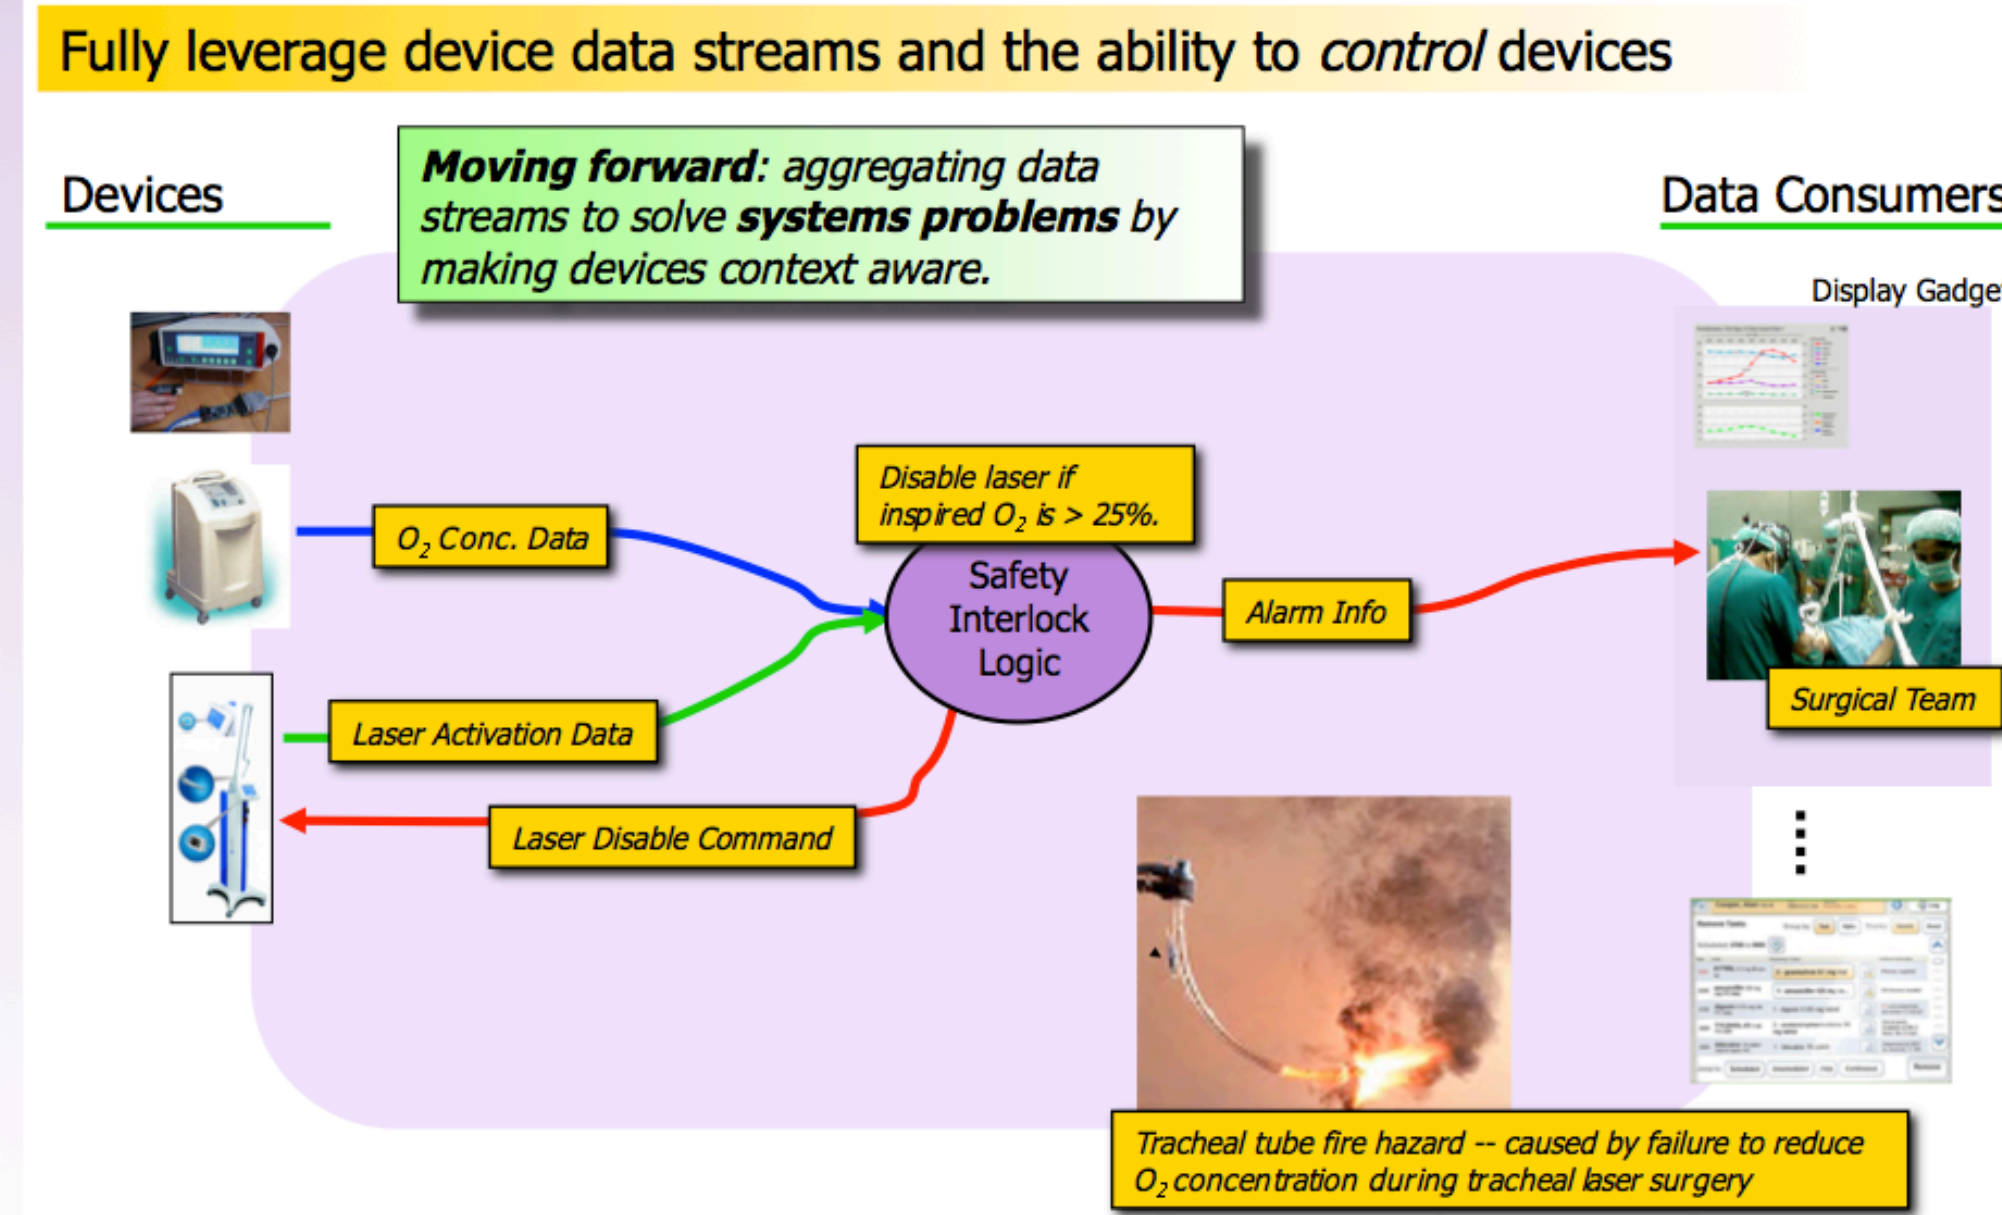 Fully leverage device data streams and the ability to control devices
Devices
Moving forward: aggregating data
streams to solve systems problems by
making devices context aware.
Data Consumers
Display Gadge
Disable laser if
inspired O₂ is > 25%.
O₂ Conc. Data
Safety
Interlock
Logic
Alarm Info
Surgical Team
Laser Activation Data
Laser Disable Command
Tracheal tube fire hazard -- caused by failure to reduce
O₂ concentration during tracheal laser surgery